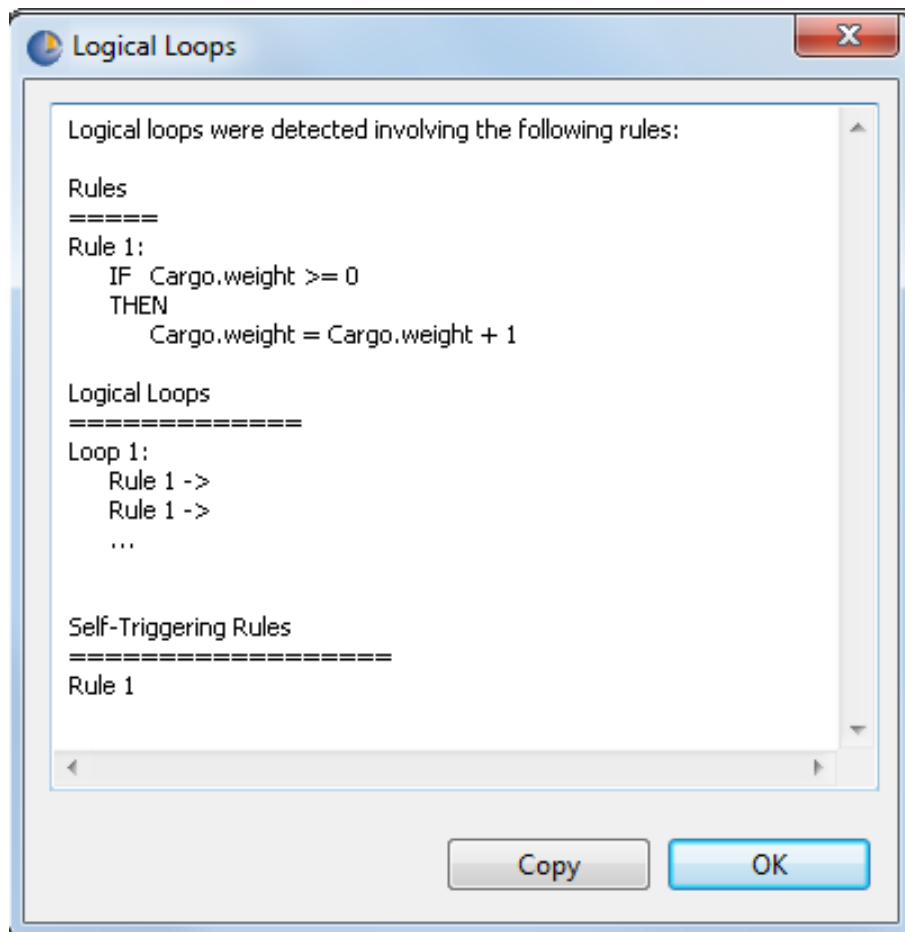 Logical Loops
Logical loops were detected involving the following rules:
Rules
=====
Rule 1:
IF Cargo.weight >= 0
THEN
Cargo.weight = Cargo.weight + 1
Logical Loops
=============
Loop 1:
Rule 1 ->
Rule 1 ->
...
Self-Triggering Rules
==================
Rule 1
Copy
OK